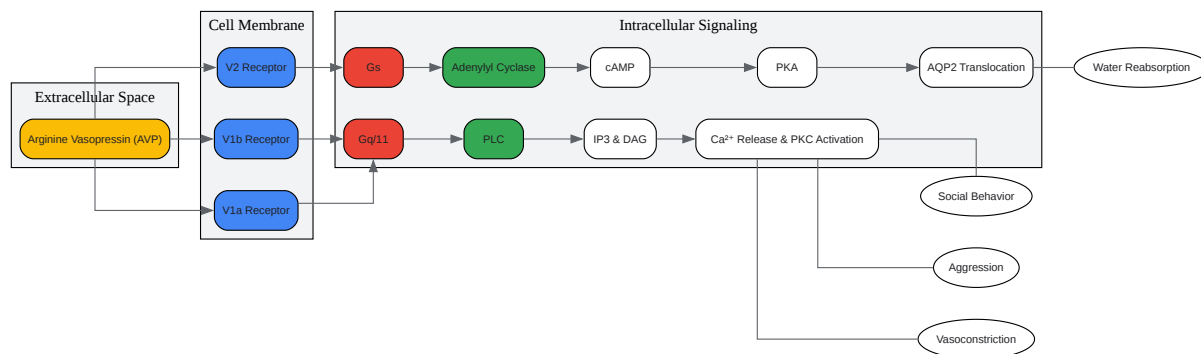 Cell Membrane
Intracellular Signaling
V2 Receptor
Gs
Adenylyl Cyclase
cAMP
PKA
AQP2 Translocation
Water Reabsorption
Extracellular Space
Arginine Vasopressin (AVP)
V1b Receptor
Gq/11
PLC
IP3 & DAG
Ca²⁺ Release & PKC Activation
V1a Receptor
Social Behavior
Aggression
Vasoconstriction